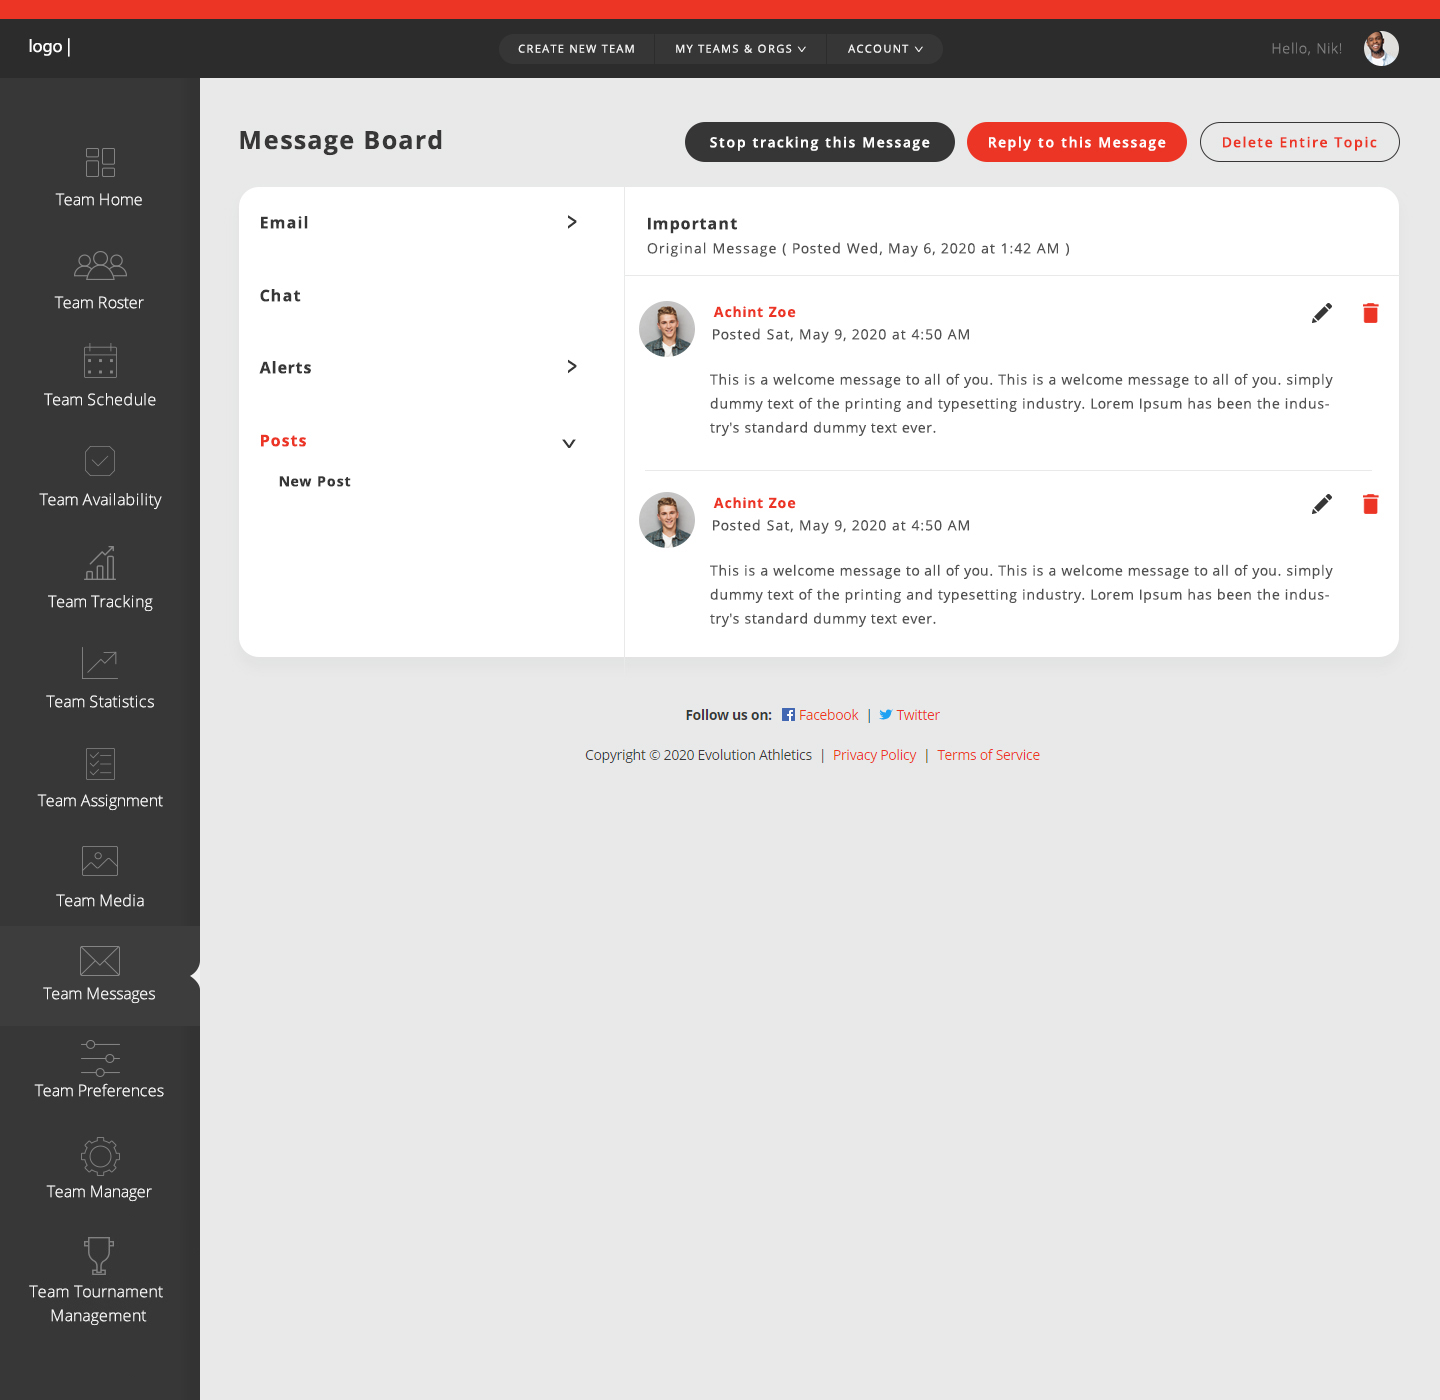 logo |
CREATE NEW TEAM
MY TEAMS & ORGS
ACCOUNT
Hello, Nik!
Team Home
Team Roster
Team Schedule
Team Availability
Team Tracking
Team Statistics
Team Assignment
Team Media
Team Messages
Team Preferences
Team Manager
Team Tournament
Management
Message Board
Stop tracking this Message
Reply to this Message
Delete Entire Topic
Email
Chat
Alerts
Posts
New Post
Important
Original Message ( Posted Wed, May 6, 2020 at 1:42 AM )
Achint Zoe
Posted Sat, May 9, 2020 at 4:50 AM
This is a welcome message to all of you. This is a welcome message to all of you. simply
dummy text of the printing and typesetting industry. Lorem Ipsum has been the indus-
try's standard dummy text ever.
Achint Zoe
Posted Sat, May 9, 2020 at 4:50 AM
This is a welcome message to all of you. This is a welcome message to all of you. simply
dummy text of the printing and typesetting industry. Lorem Ipsum has been the indus-
try's standard dummy text ever.
Follow us on: Facebook | Twitter
Copyright © 2020 Evolution Athletics | Privacy Policy | Terms of Service